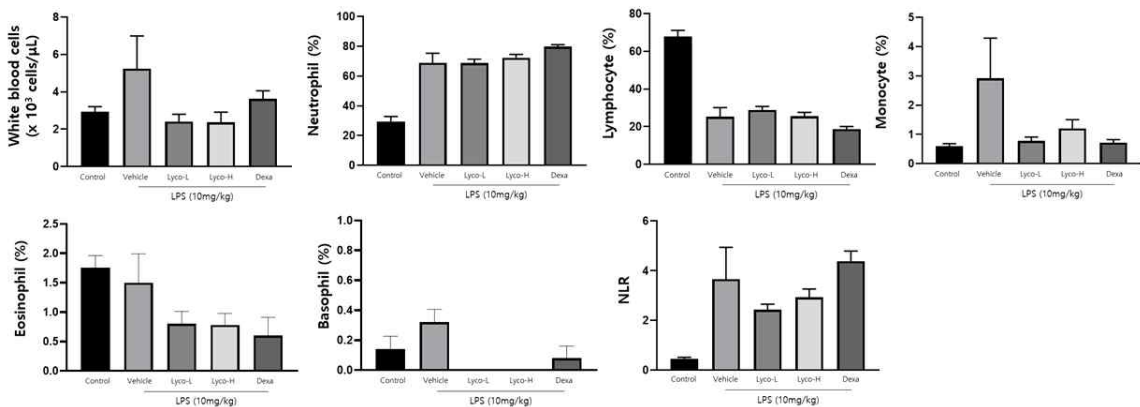 White blood cells
(x 10³ cells/μL)
8
6
4
2
0
Control Vehicle Lyco-L Lyco-H Dexa
LPS (10mg/kg)
Neutrophil (%)
100
80
60
40
20
0
Control Vehicle Lyco-L Lyco-H Dexa
LPS (10mg/kg)
Lymphocyte (%)
80
60
40
20
0
Control Vehicle Lyco-L Lyco-H Dexa
LPS (10mg/kg)
Monocyte (%)
5
4
3
2
1
0
Control Vehicle Lyco-L Lyco-H Dexa
LPS (10mg/kg)
Eosinophil (%)
2.5
2.0
1.5
1.0
0.5
0.0
Control Vehicle Lyco-L Lyco-H Dexa
LPS (10mg/kg)
Basophil (%)
1.0
0.8
0.6
0.4
0.2
0.0
Control Vehicle Lyco-L Lyco-H Dexa
LPS (10mg/kg)
NLR
6
4
2
0
Control Vehicle Lyco-L Lyco-H Dexa
LPS (10mg/kg)